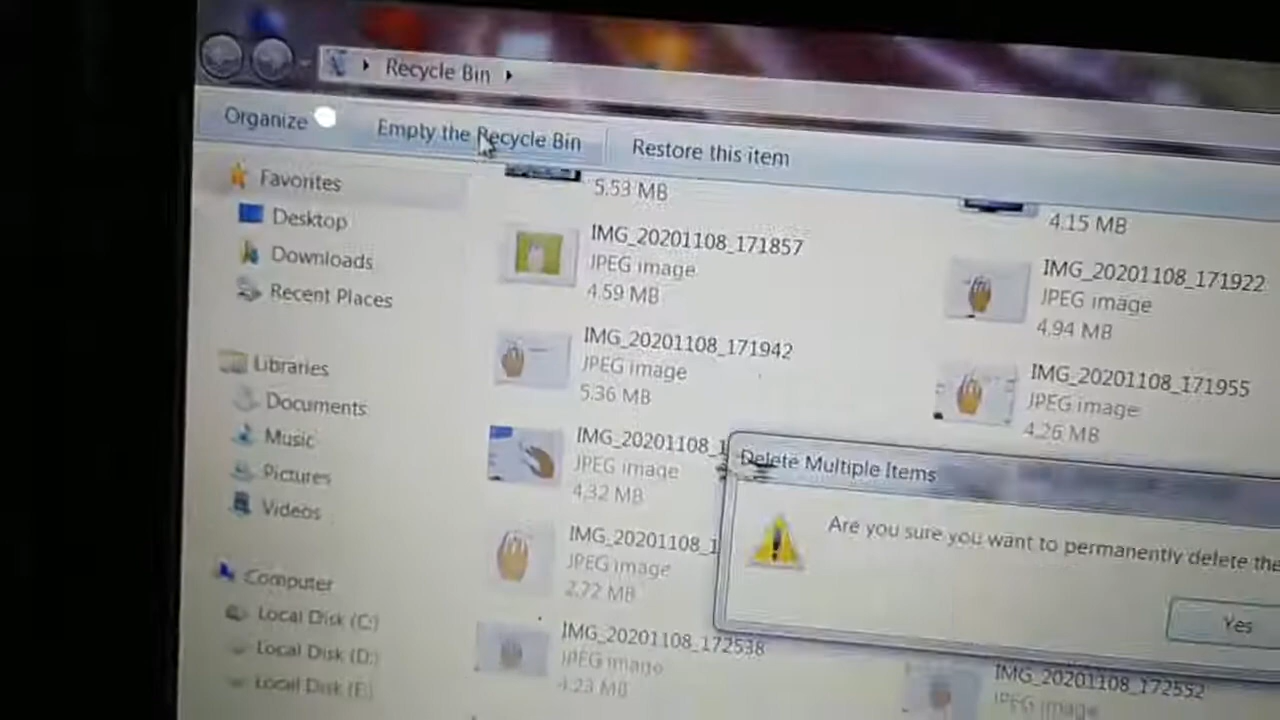 Recycle Bin
Organize
Empty the Recycle Bin
Restore this item
Favorites
Desktop
Downloads
Recent Places
Libraries
Documents
Music
Pictures
Videos
Computer
Local Disk (C:)
Local Disk (D:)
Local Disk (E:)
5.53 MB
4.15 MB
IMG_20201108_171857
JPEG image
4.59 MB
IMG_20201108_171922
JPEG image
4.94 MB
IMG_20201108_171942
JPEG image
5.36 MB
IMG_20201108_171955
JPEG image
4.26 MB
IMG_20201108_1
JPEG image
4.32 MB
IMG_20201108_1
JPEG image
2.72 MB
IMG_20201108_172538
JPEG image
4.23 MB
IMG_20201108_172552
JPEG image
Delete Multiple Items
Are you sure you want to permanently delete the
Yes